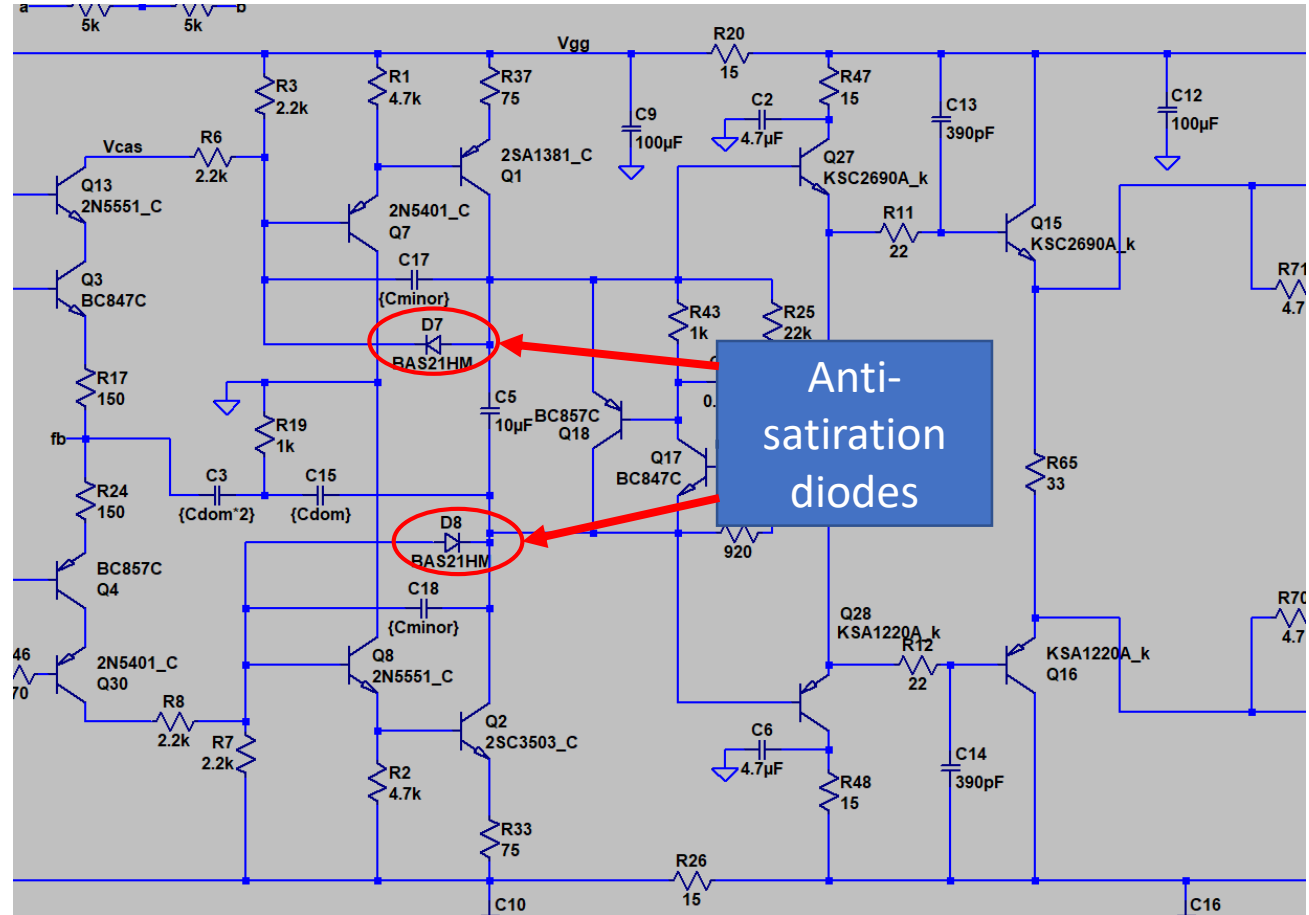 a
b
5k
5k
Vgg
R20
15
R3
2.2k
R1
4.7k
R37
75
R47
15
C13
390pF
C12
100µF
C9
100µF
C2
4.7µF
Vcas
R6
2.2k
Q13
2N5551_C
2SA1381_C
Q1
Q27
KSC2690A_k
2N5401_C
Q7
R11
22
Q15
KSC2690A_k
Q3
BC847C
C17
{Cminor}
R43
1k
R25
22k
R71
4.7
D7
BAS21HM
R17
150
C5
10µF
Anti-
satiration
diodes
0.
BC857C
Q18
fb
R19
1k
Q17
BC847C
R65
33
C3
{Cdom*2}
C15
{Cdom}
R24
150
D8
BAS21HM
920
BC857C
Q4
C18
{Cminor}
Q28
KSA1220A_k
R70
4.7
R12
22
KSA1220A_k
Q16
46
70
2N5401_C
Q30
Q8
2N5551_C
R8
2.2k
R7
2.2k
Q2
2SC3503_C
C6
4.7µF
R2
4.7k
R48
15
C14
390pF
R33
75
R26
15
C10
C16